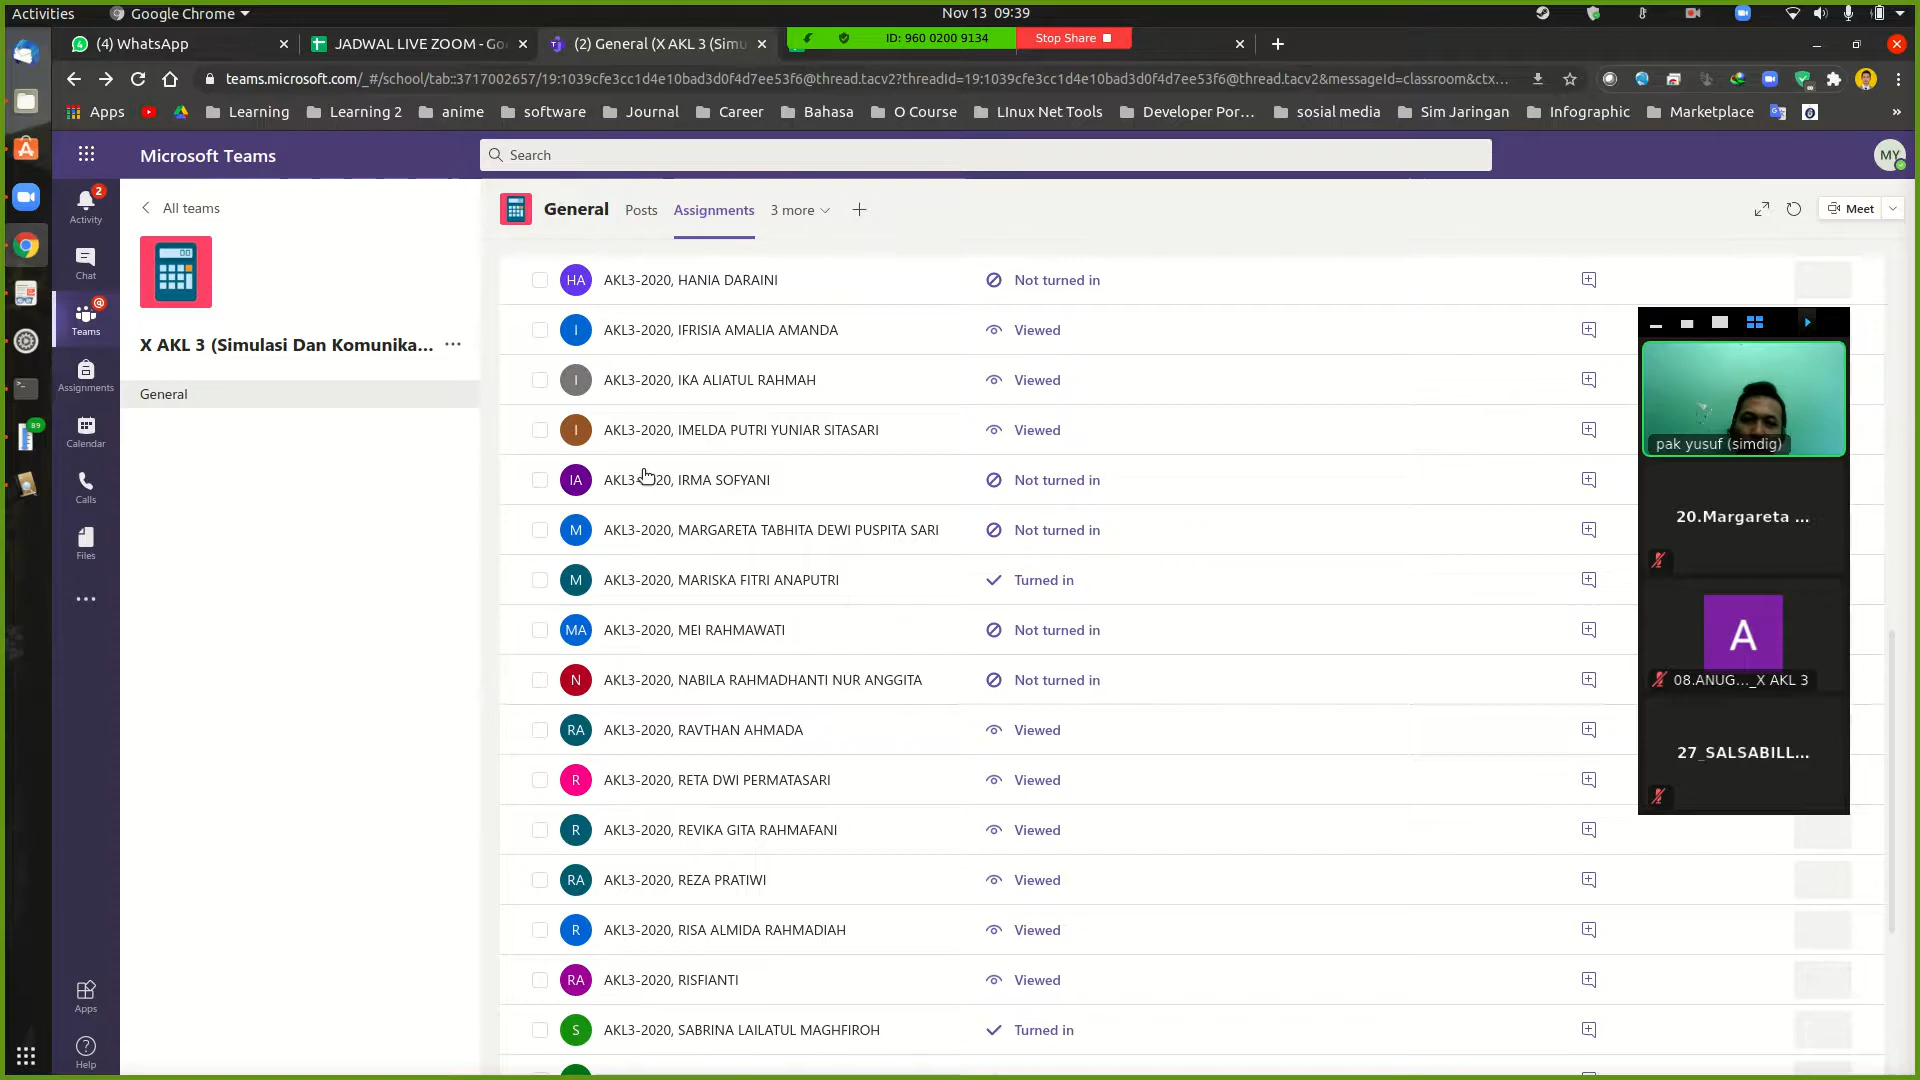 Activities
Google Chrome
Nov 13 09:39
(4) WhatsApp
JADWAL LIVE ZOOM - Go
(2) General (X AKL 3 (Simu
ID: 960 0200 9134
Stop Share
teams.microsoft.com/_#/school/tab::3717002657/19:1039cfe3cc1d4e10bad3d0f4d7ee53f6@thread.tacv2?threadId=19:1039cfe3cc1d4e10bad3d0f4d7ee53f6@thread.tacv2&messageId=classroom&ctx...
Apps
Learning
Learning 2
anime
software
Journal
Career
Bahasa
O Course
LInux Net Tools
Developer Por...
sosial media
Sim Jaringan
Infographic
Marketplace
»
Microsoft Teams
Search
MY
2
Activity
Chat
Teams
Assignments
Calendar
Calls
Files
Apps
Help
89
All teams
X AKL 3 (Simulasi Dan Komunika...
General
General
Posts
Assignments
3 more
Meet
HA AKL3-2020, HANIA DARAINI Not turned in
I AKL3-2020, IFRISIA AMALIA AMANDA Viewed
I AKL3-2020, IKA ALIATUL RAHMAH Viewed
I AKL3-2020, IMELDA PUTRI YUNIAR SITASARI Viewed
IA AKL3-2020, IRMA SOFYANI Not turned in
M AKL3-2020, MARGARETA TABHITA DEWI PUSPITA SARI Not turned in
M AKL3-2020, MARISKA FITRI ANAPUTRI Turned in
MA AKL3-2020, MEI RAHMAWATI Not turned in
N AKL3-2020, NABILA RAHMADHANTI NUR ANGGITA Not turned in
RA AKL3-2020, RAVTHAN AHMADA Viewed
R AKL3-2020, RETA DWI PERMATASARI Viewed
R AKL3-2020, REVIKA GITA RAHMAFANI Viewed
RA AKL3-2020, REZA PRATIWI Viewed
R AKL3-2020, RISA ALMIDA RAHMADIAH Viewed
RA AKL3-2020, RISFIANTI Viewed
S AKL3-2020, SABRINA LAILATUL MAGHFIROH Turned in
pak yusuf (simdig)
20.Margareta ...
A
08.ANUG..._X AKL 3
27_SALSABILL...